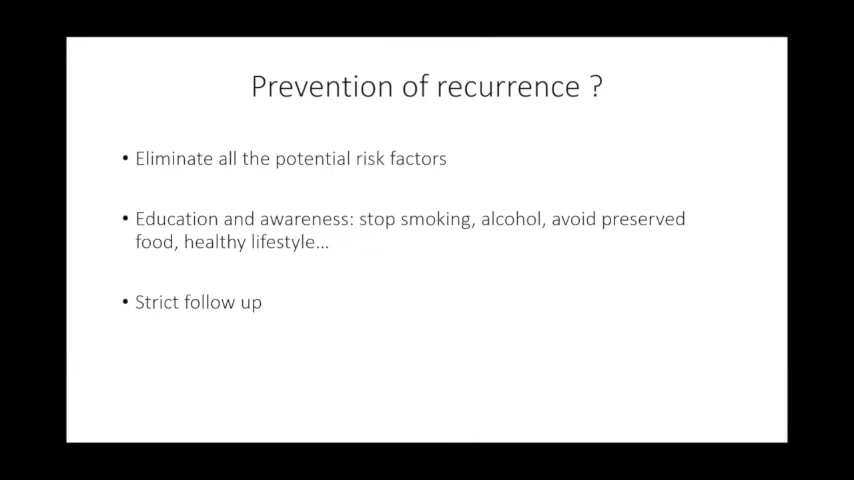 Prevention of recurrence ?
• Eliminate all the potential risk factors
• Education and awareness: stop smoking, alcohol, avoid preserved
food, healthy lifestyle...
• Strict follow up